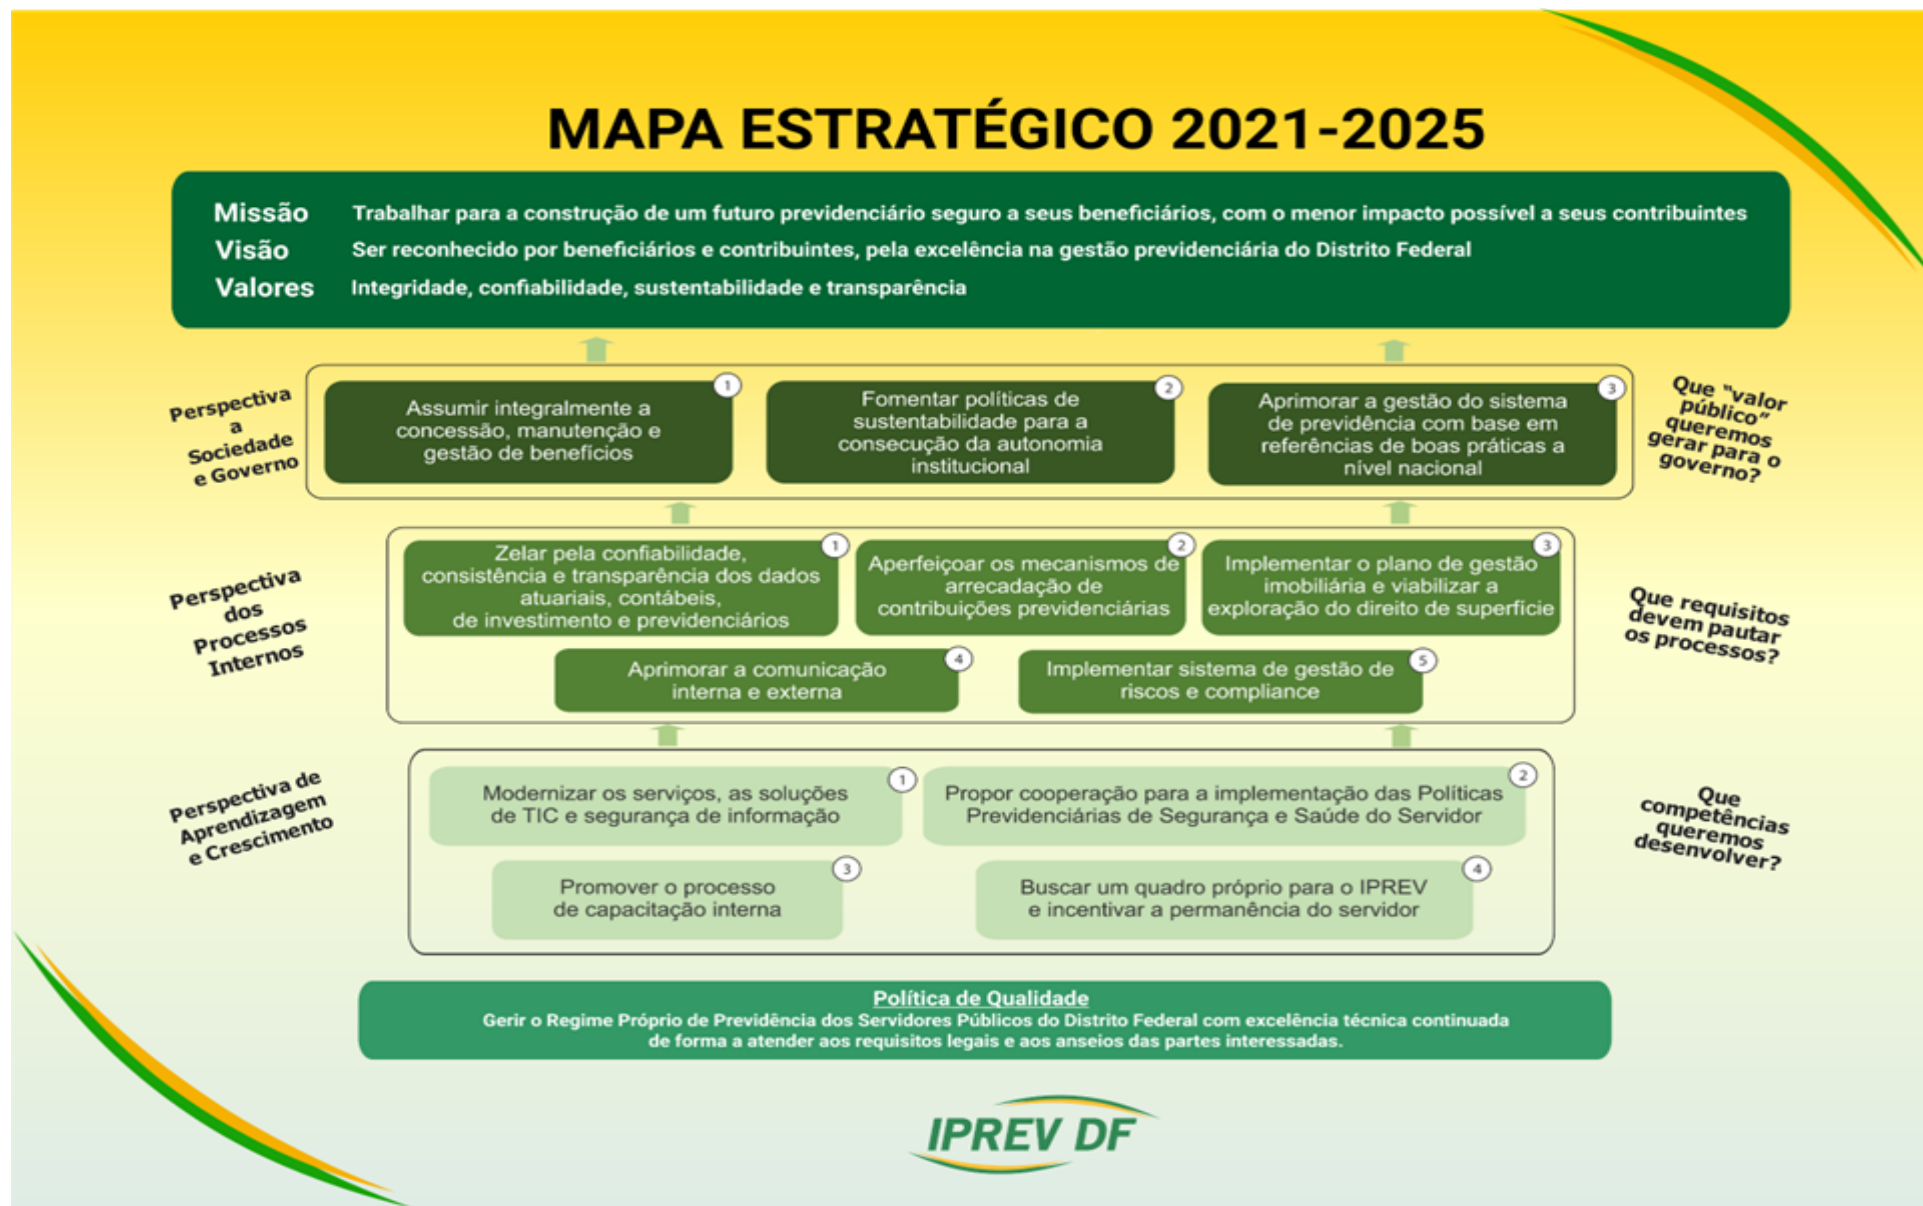 MAPA ESTRATÉGICO 2021-2025
Missão Trabalhar para a construção de um futuro previdenciário seguro a seus beneficiários, com o menor impacto possível a seus contribuintes
Visão Ser reconhecido por beneficiários e contribuintes, pela excelência na gestão previdenciária do Distrito Federal
Valores Integridade, confiabilidade, sustentabilidade e transparência
Perspectiva
a
Sociedade
e Governo
1
Assumir integralmente a
concessão, manutenção e
gestão de benefícios
2
Fomentar políticas de
sustentabilidade para a
consecução da autonomia
institucional
3
Aprimorar a gestão do sistema
de previdência com base em
referências de boas práticas a
nível nacional
Que "valor
público"
queremos
gerar para o
governo?
Perspectiva
dos
Processos
Internos
1
Zelar pela confiabilidade,
consistência e transparência dos dados
atuariais, contábeis,
de investimento e previdenciários
2
Aperfeiçoar os mecanismos de
arrecadação de
contribuições previdenciárias
3
Implementar o plano de gestão
imobiliária e viabilizar a
exploração do direito de superfície
4
Aprimorar a comunicação
interna e externa
5
Implementar sistema de gestão de
riscos e compliance
Que requisitos
devem pautar
os processos?
Perspectiva de
Aprendizagem
e Crescimento
1
Modernizar os serviços, as soluções
de TIC e segurança de informação
2
Propor cooperação para a implementação das Políticas
Previdenciárias de Segurança e Saúde do Servidor
3
Promover o processo
de capacitação interna
4
Buscar um quadro próprio para o IPREV
e incentivar a permanência do servidor
Que
competências
queremos
desenvolver?
Política de Qualidade
Gerir o Regime Próprio de Previdência dos Servidores Públicos do Distrito Federal com excelência técnica continuada
de forma a atender aos requisitos legais e aos anseios das partes interessadas.
IPREV DF